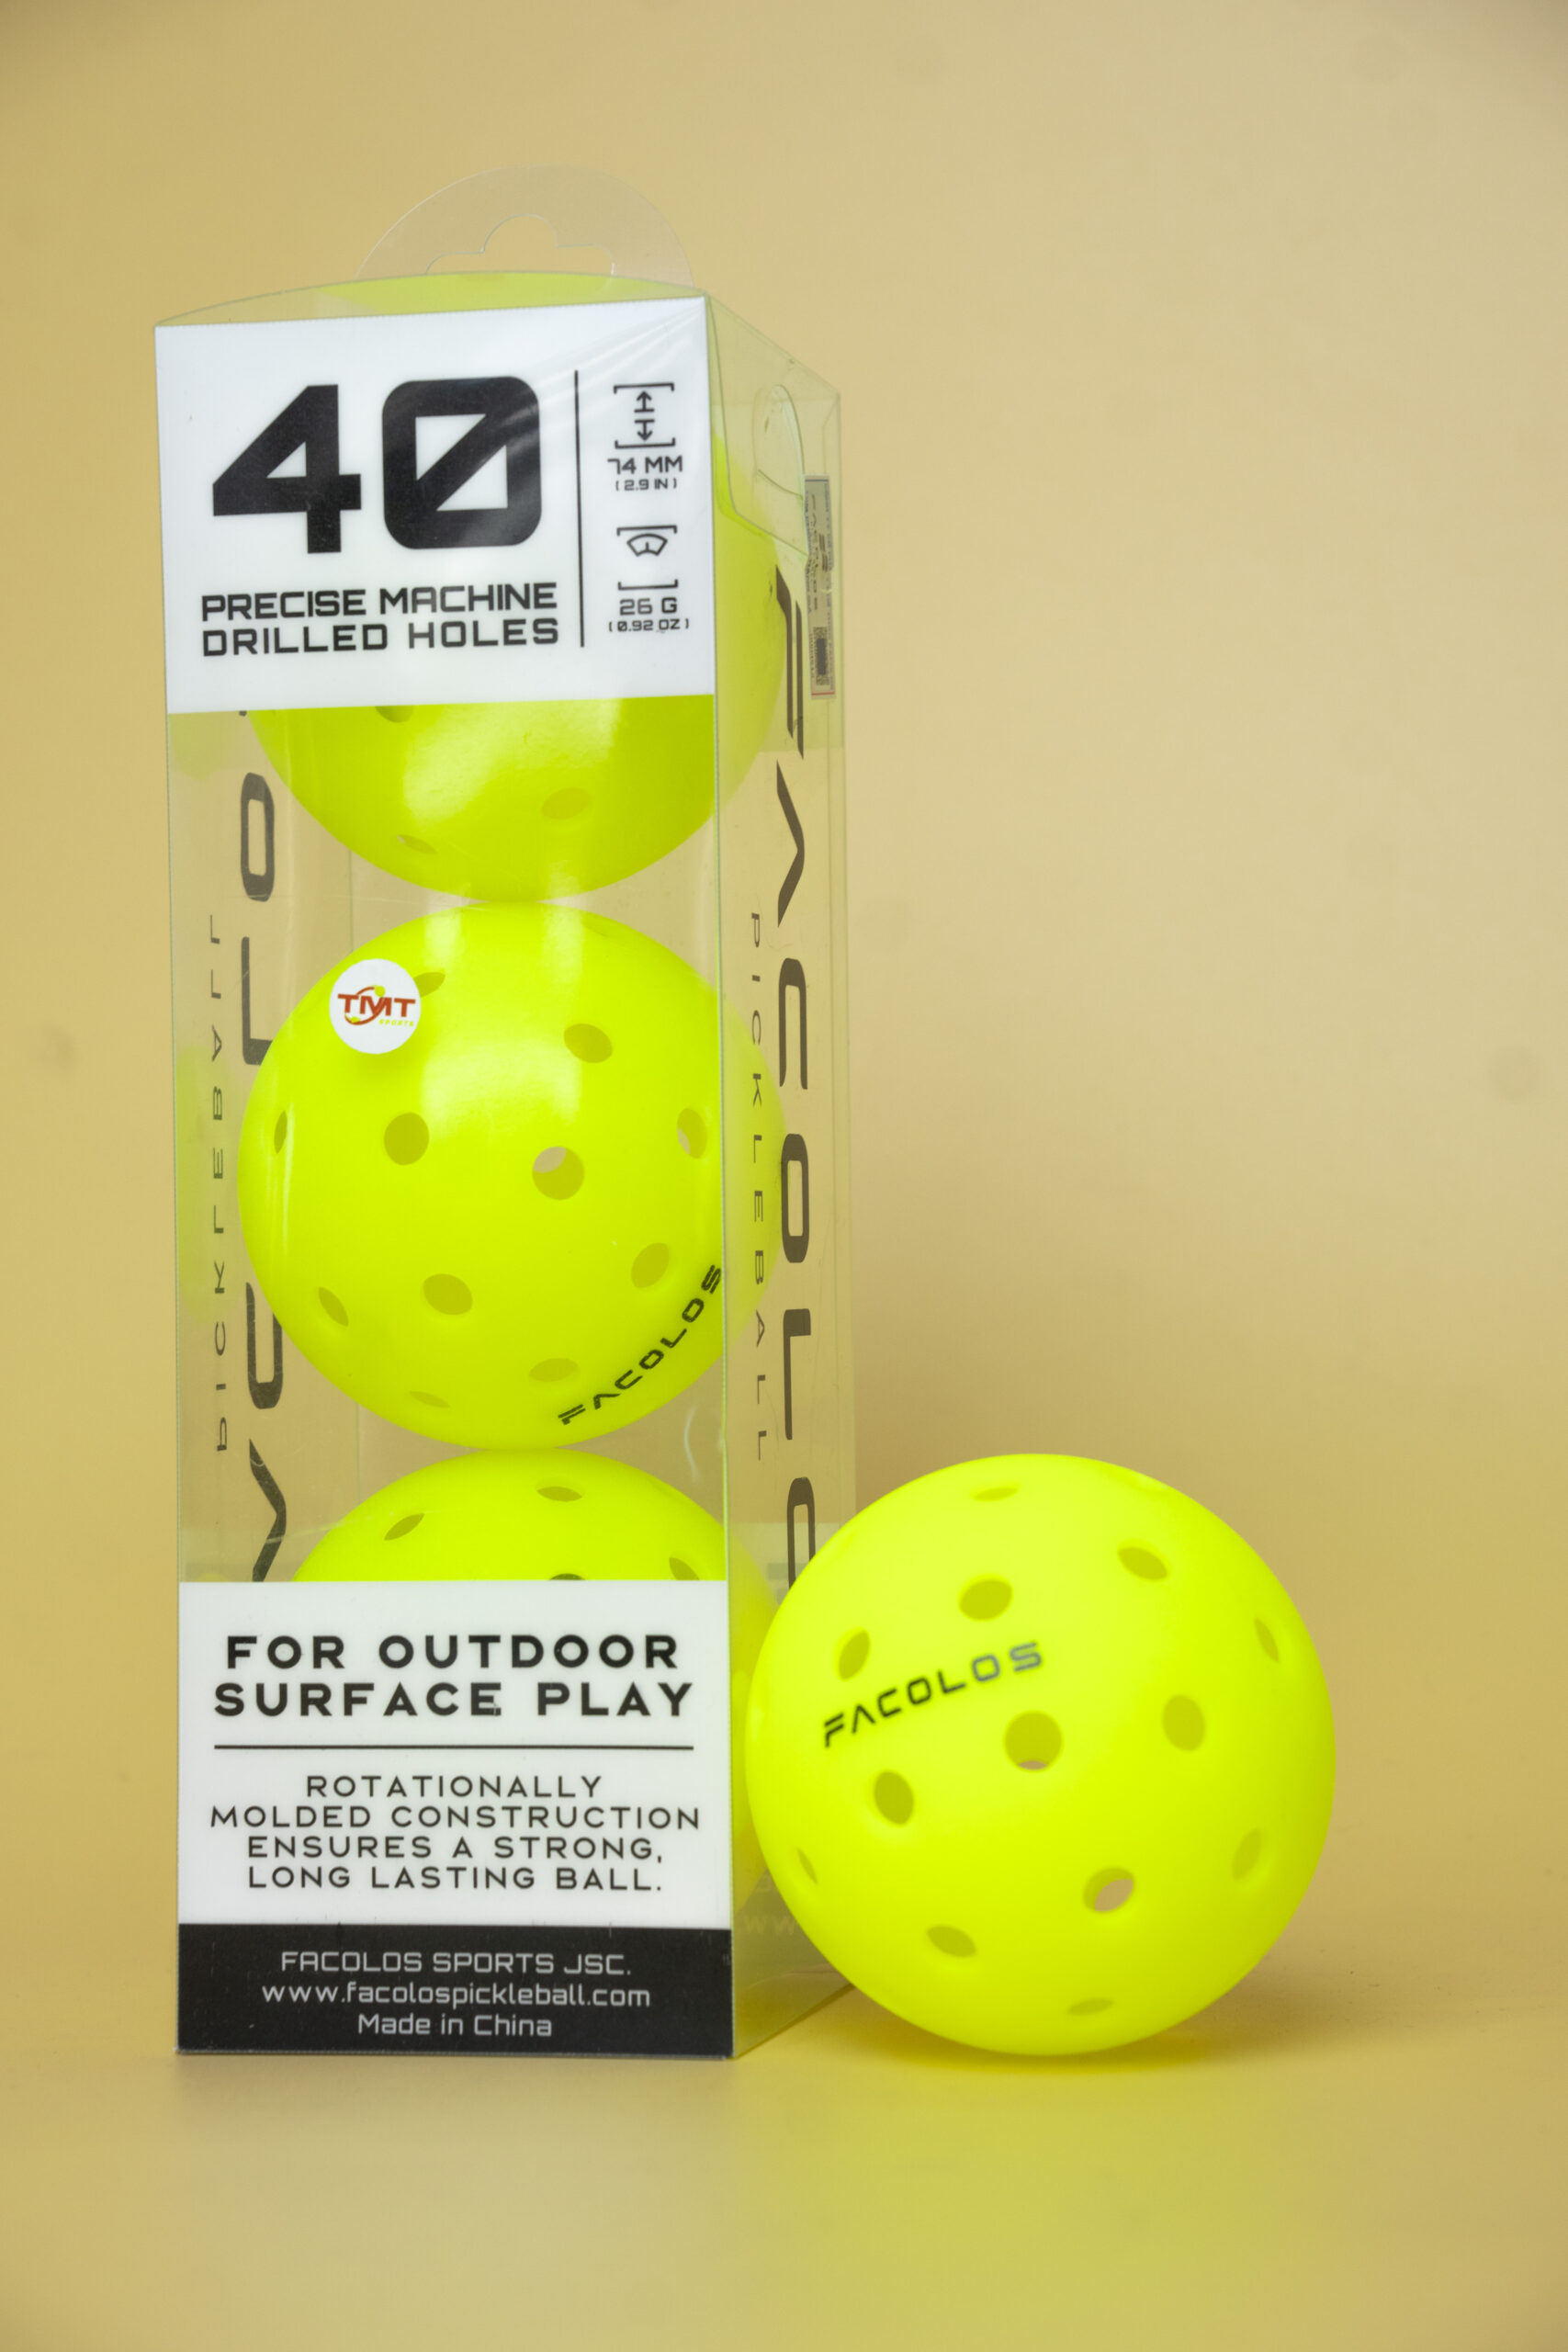 40
PRECISE MACHINE
DRILLED HOLES
74 MM
(2.9 IN)
26 G
(0.92 OZ)
TMT
SPORTS
FACOLOS
FACOLOS
PICKLEBALL
PICKLEBALL
FACOLOS
FOR OUTDOOR
SURFACE PLAY
ROTATIONALLY
MOLDED CONSTRUCTION
ENSURES A STRONG,
LONG LASTING BALL.
FACOLOS SPORTS JSC.
www.facolospickleball.com
Made in China